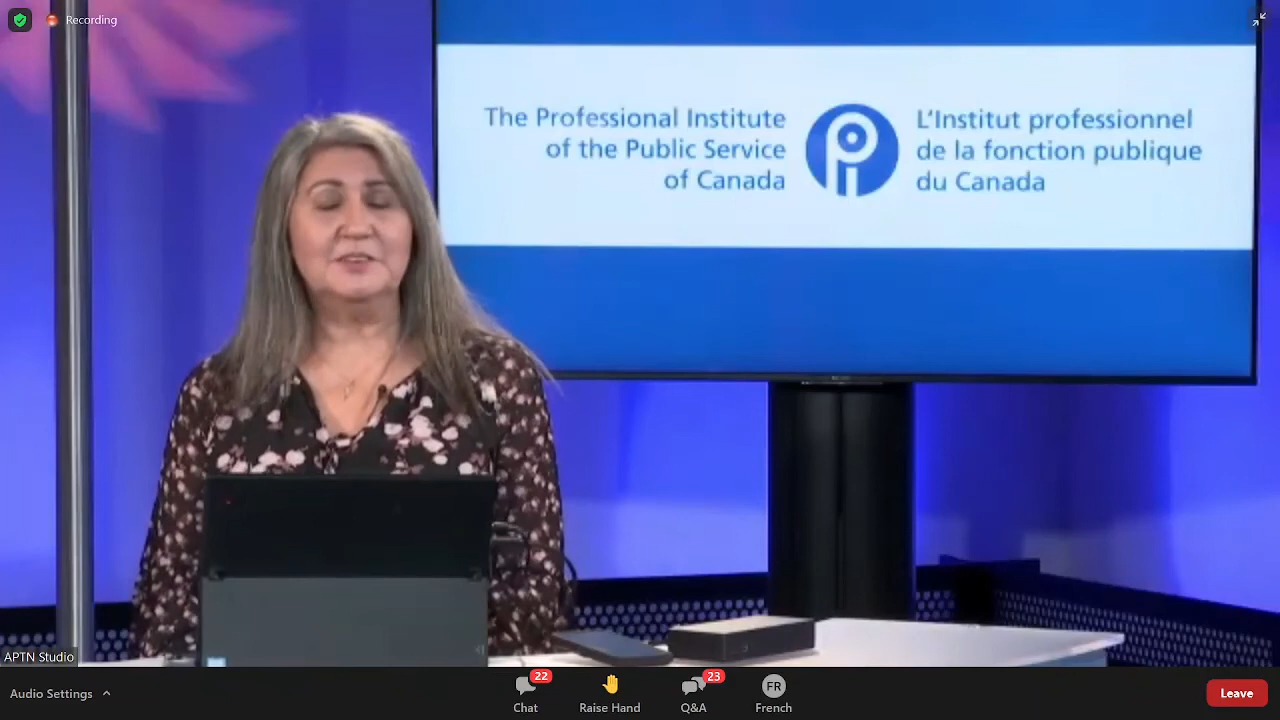 Recording
The Professional Institute
of the Public Service
of Canada
L'Institut professionnel
de la fonction publique
du Canada
APTN Studio
Audio Settings
22
Chat
Raise Hand
23
Q&A
FR
French
Leave